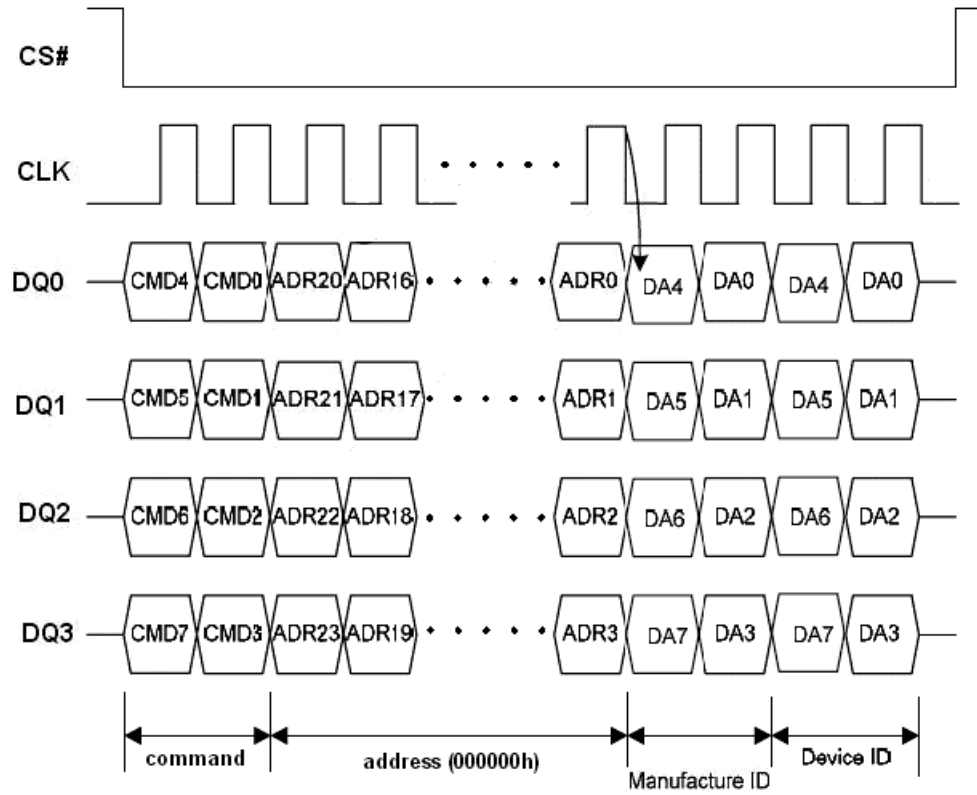 CS#
CLK
DQ0 CMD4 CMD0 ADR20 ADR16 ADR0 DA4 DA0 DA4 DA0
DQ1 CMD5 CMD1 ADR21 ADR17 ADR1 DA5 DA1 DA5 DA1
DQ2 CMD6 CMD2 ADR22 ADR18 ADR2 DA6 DA2 DA6 DA2
DQ3 CMD7 CMD3 ADR23 ADR19 ADR3 DA7 DA3 DA7 DA3
command address (000000h) Manufacture ID Device ID